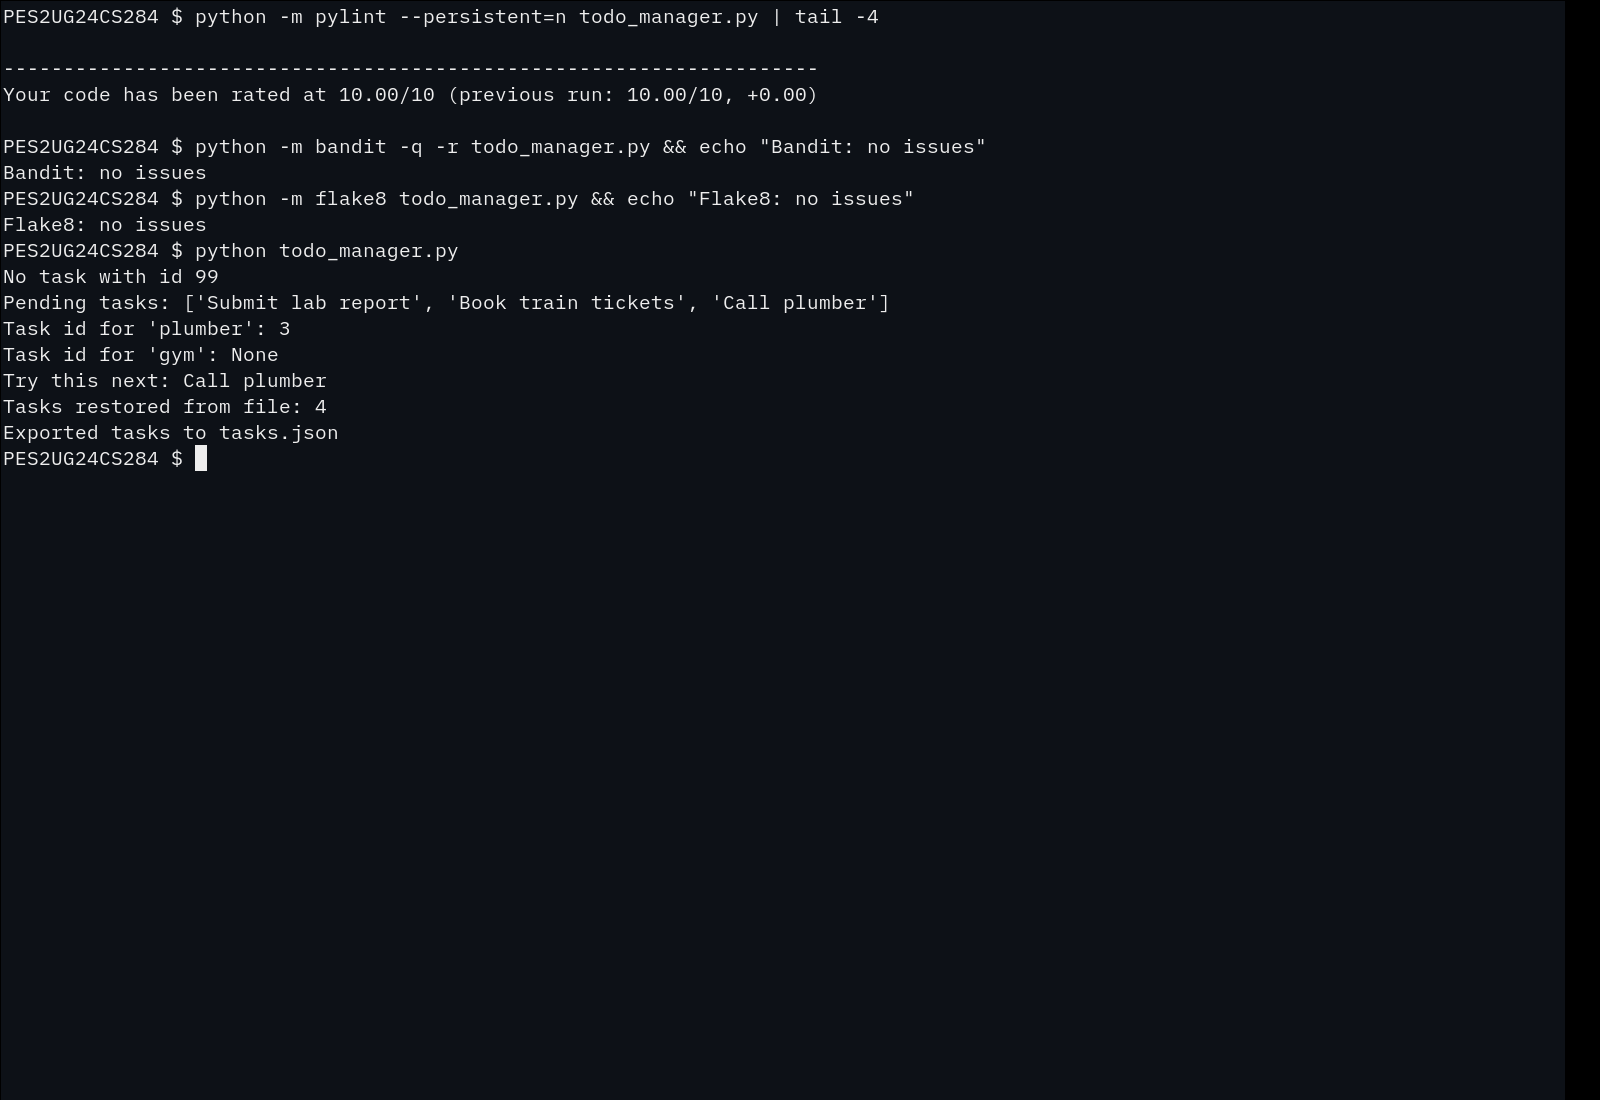 PES2UG24CS284 $ python -m pylint --persistent=n todo_manager.py | tail -4
--------------------------------------------------------------------
Your code has been rated at 10.00/10 (previous run: 10.00/10, +0.00)
PES2UG24CS284 $ python -m bandit -q -r todo_manager.py && echo "Bandit: no issues"
Bandit: no issues
PES2UG24CS284 $ python -m flake8 todo_manager.py && echo "Flake8: no issues"
Flake8: no issues
PES2UG24CS284 $ python todo_manager.py
No task with id 99
Pending tasks: ['Submit lab report', 'Book train tickets', 'Call plumber']
Task id for 'plumber': 3
Task id for 'gym': None
Try this next: Call plumber
Tasks restored from file: 4
Exported tasks to tasks.json
PES2UG24CS284 $